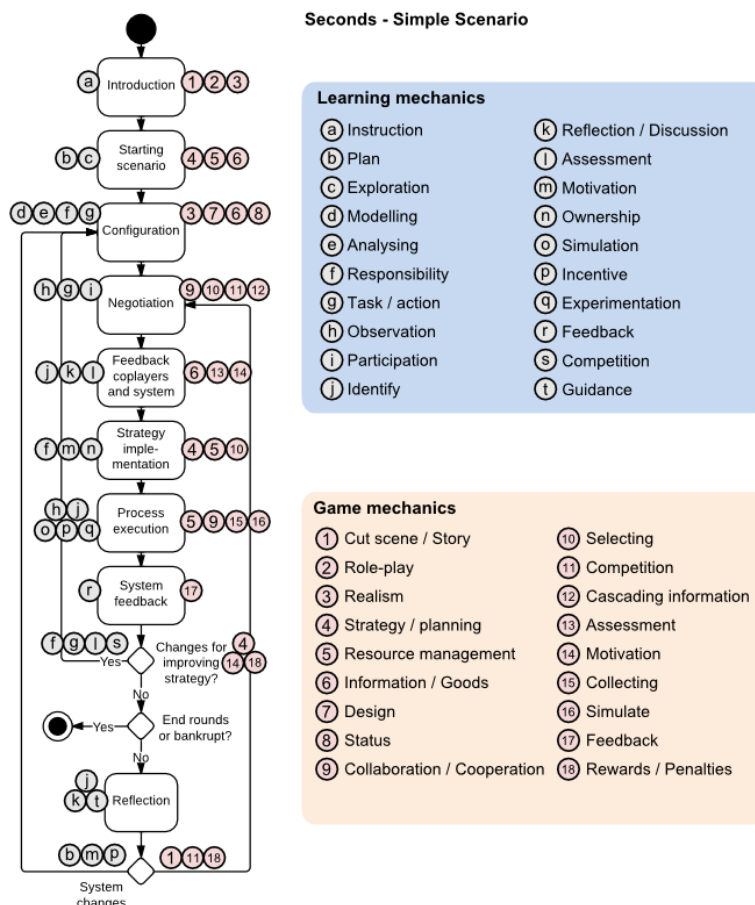 Seconds - Simple Scenario
a Introduction 1 2 3
b c Starting
scenario 4 5 6
d e f g Configuration 3 7 6 8
h g i Negotiation 9 10 11 12
j k l Feedback
coplayers
and system 6 13 14
f m n Strategy
imple-
mentation 4 5 10
h j
o p q Process
execution 5 9 15 16
r System
feedback 17
f g l s
Yes
Changes for
improving
strategy?
4
14 18
No
Yes
End rounds
or bankrupt?
No
j
k t
Reflection
b m p 1 11 18
System
changes
Learning mechanics
a Instruction
b Plan
c Exploration
d Modelling
e Analysing
f Responsibility
g Task / action
h Observation
i Participation
j Identify
k Reflection / Discussion
l Assessment
m Motivation
n Ownership
o Simulation
p Incentive
q Experimentation
r Feedback
s Competition
t Guidance
Game mechanics
1 Cut scene / Story
2 Role-play
3 Realism
4 Strategy / planning
5 Resource management
6 Information / Goods
7 Design
8 Status
9 Collaboration / Cooperation
10 Selecting
11 Competition
12 Cascading information
13 Assessment
14 Motivation
15 Collecting
16 Simulate
17 Feedback
18 Rewards / Penalties